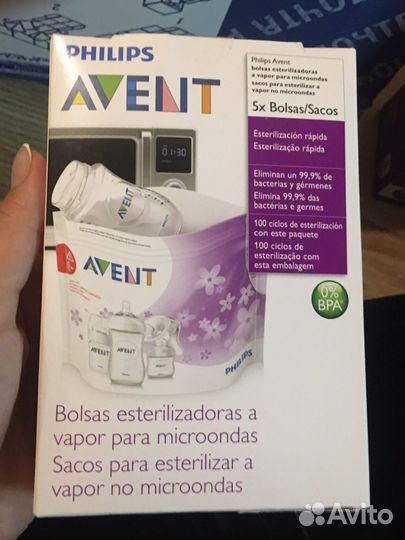 PHILIPS
AVENT
Philips Avent
bolsas esterilizadoras
a vapor para microondas
sacos para esterilizar a
vapor no microondas
5x Bolsas/Sacos
Esterilización rápida
Esterilização rápida
Eliminan un 99,9% de
bacterias y gérmenes
Elimina 99,9% das
bactérias e germes
100 ciclos de esterilización
con este paquete
100 ciclos de
esterilização com
esta embalagem
0%
BPA
01:30
AVENT
AVENT
PHILIPS
Bolsas esterilizadoras a
vapor para microondas
Sacos para esterilizar a
vapor no microondas
Avito